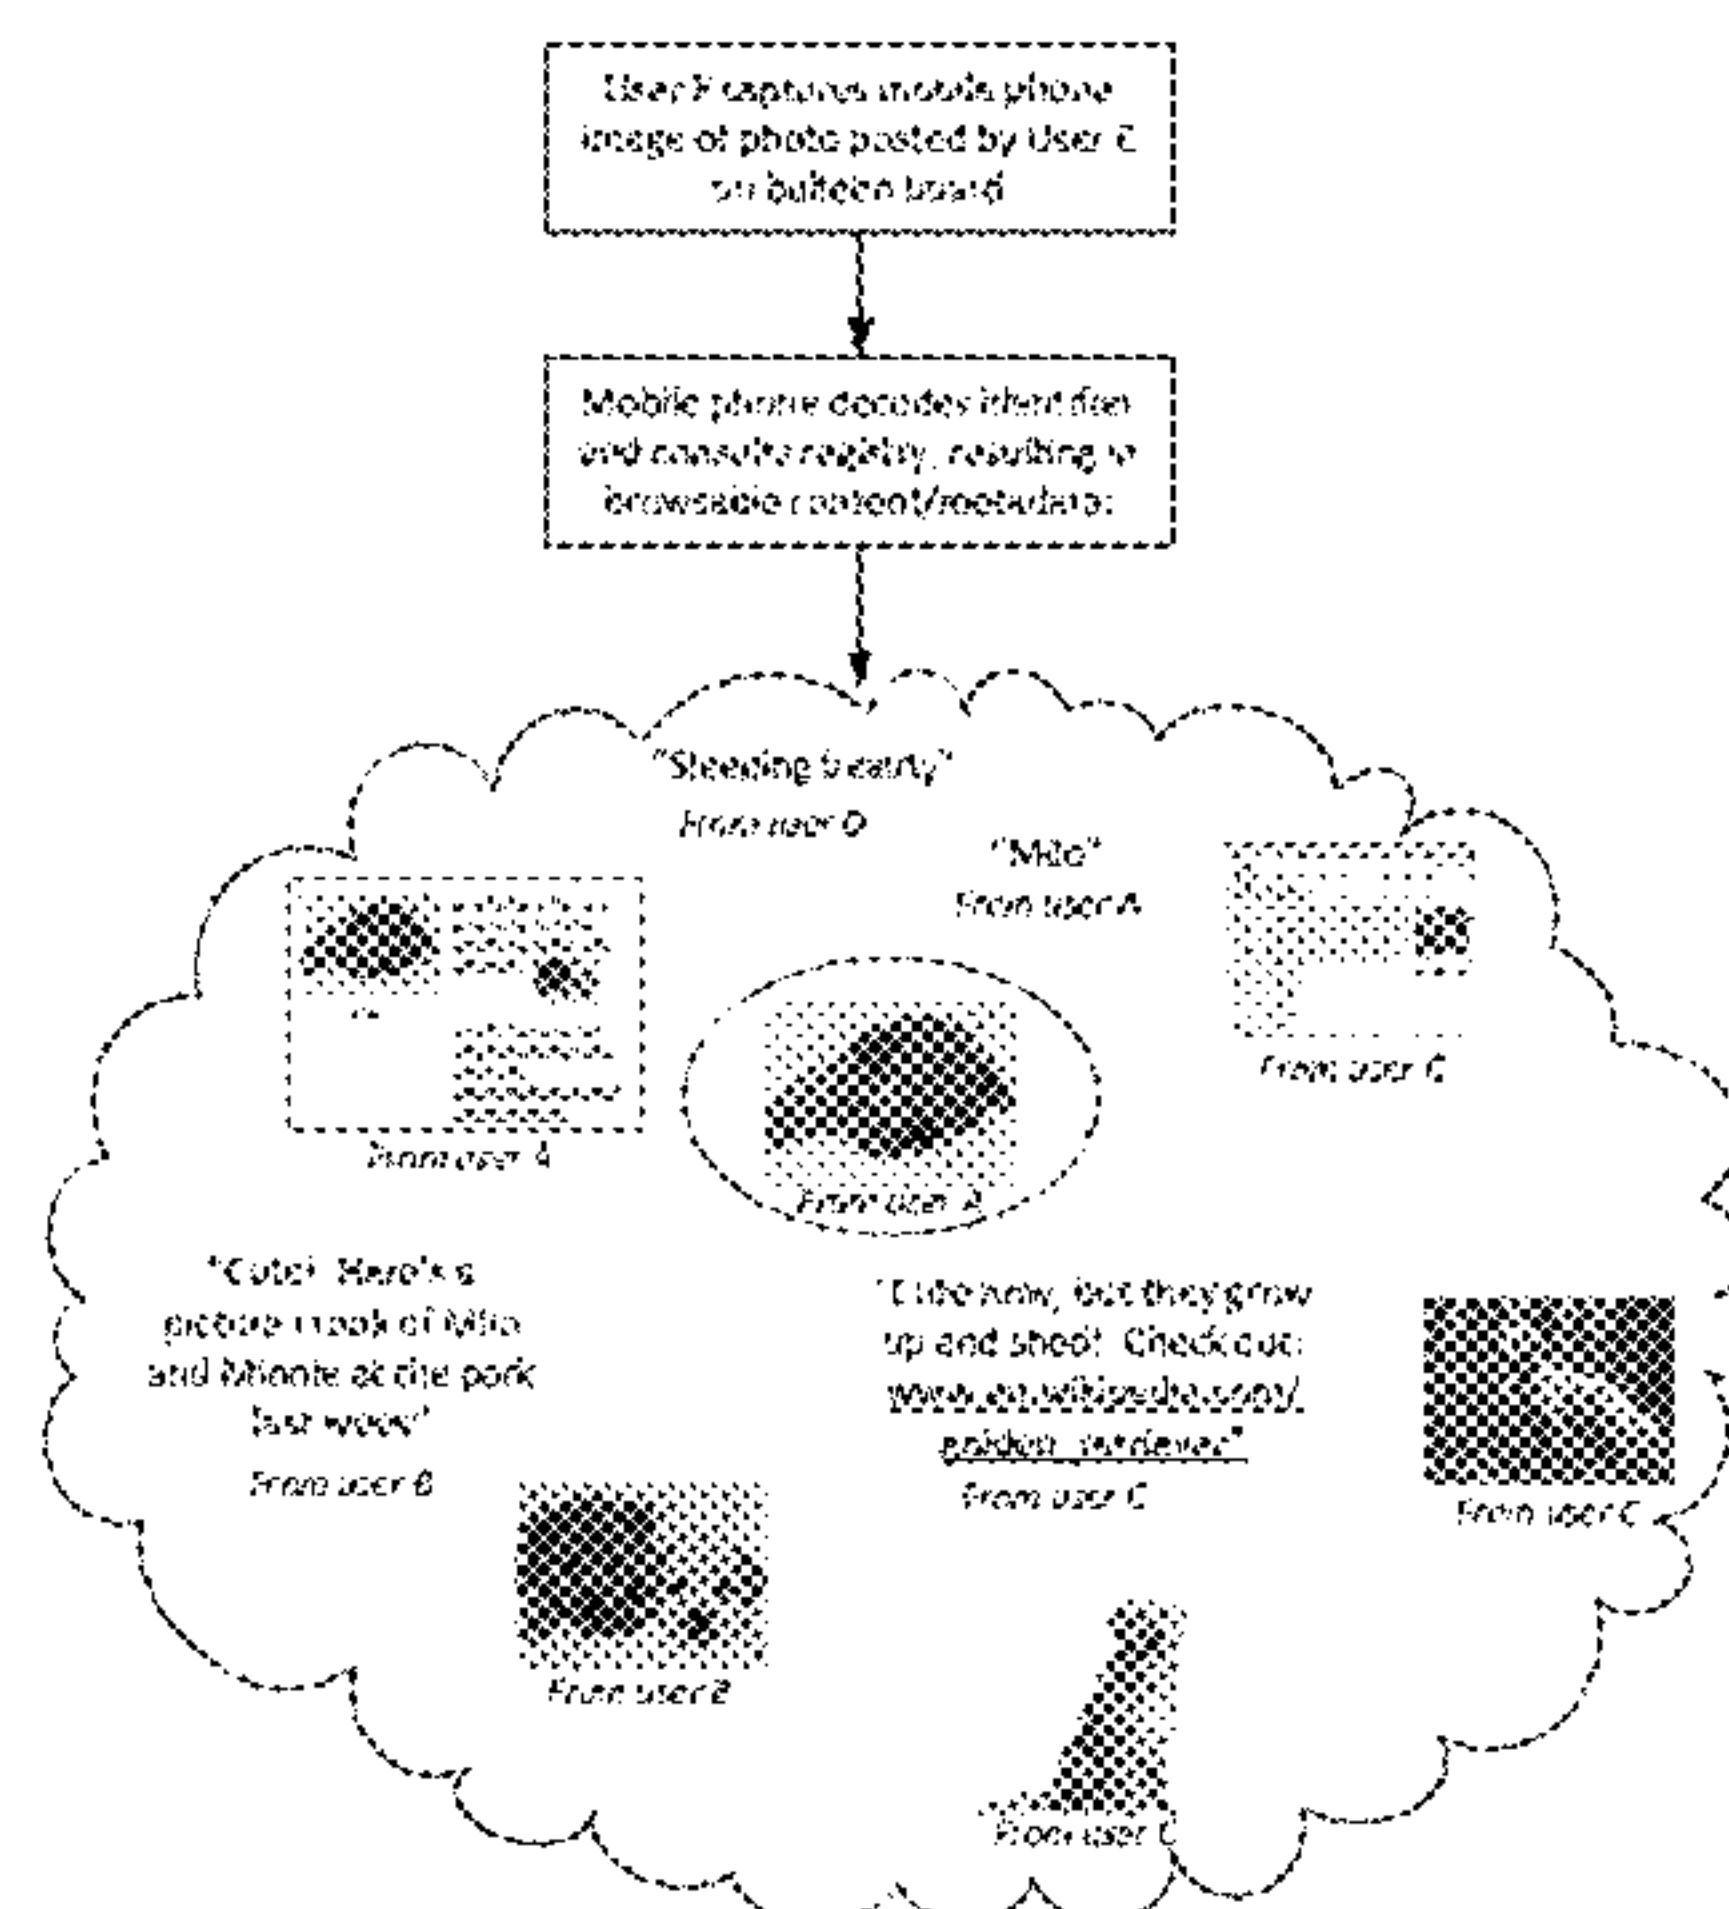 captures mobile phone
image of photo posted by User
on bulletin board
Mobile phone decodes identifier
and consults registry, resulting in
browsable content/metadata:
"Sleeping beauty"
From user D
"Milo"
From user A
From user C
From user A
From user A
"Cute! Here's a
picture I took of Milo
and Minnie at the park
last week"
From user B
"Cute now, but they grow
up and shed! Check out:
www.en.wikipedia.com/
golden_retriever"
From user C
From user C
From user B
From user